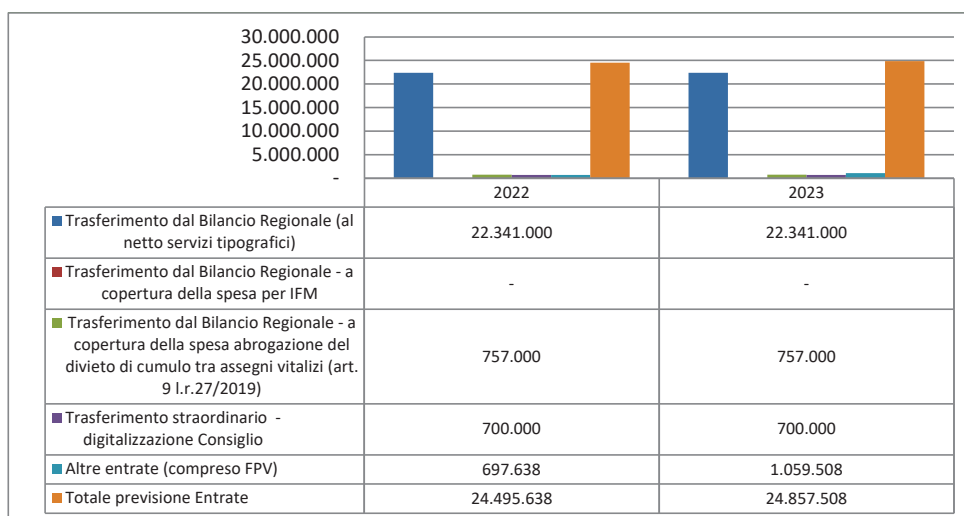 30.000.000
25.000.000
20.000.000
15.000.000
10.000.000
5.000.000
-
2022 2023
Trasferimento dal Bilancio Regionale (al
netto servizi tipografici)
22.341.000 22.341.000
Trasferimento dal Bilancio Regionale - a
copertura della spesa per IFM
- -
Trasferimento dal Bilancio Regionale - a
copertura della spesa abrogazione del
divieto di cumulo tra assegni vitalizi (art.
9 l.r.27/2019)
757.000 757.000
Trasferimento straordinario -
digitalizzazione Consiglio
700.000 700.000
Altre entrate (compreso FPV) 697.638 1.059.508
Totale previsione Entrate 24.495.638 24.857.508